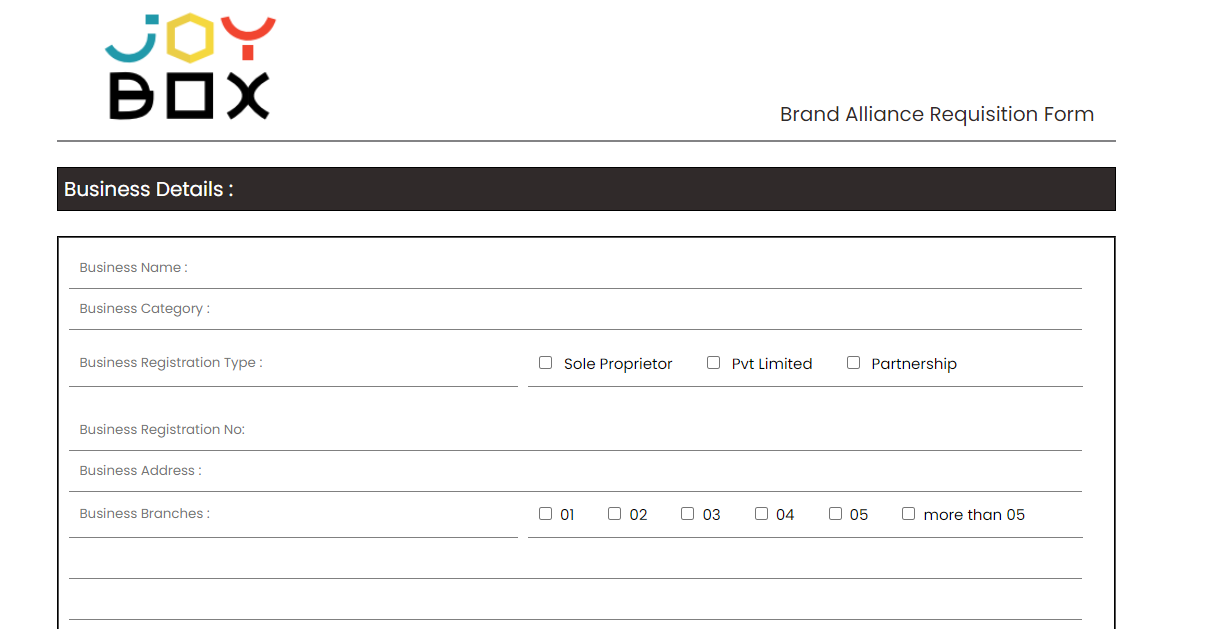 JOY
BOX
Brand Alliance Requisition Form
Business Details :
Business Name :
Business Category :
Business Registration Type : Sole Proprietor Pvt Limited Partnership
Business Registration No:
Business Address :
Business Branches : 01 02 03 04 05 more than 05